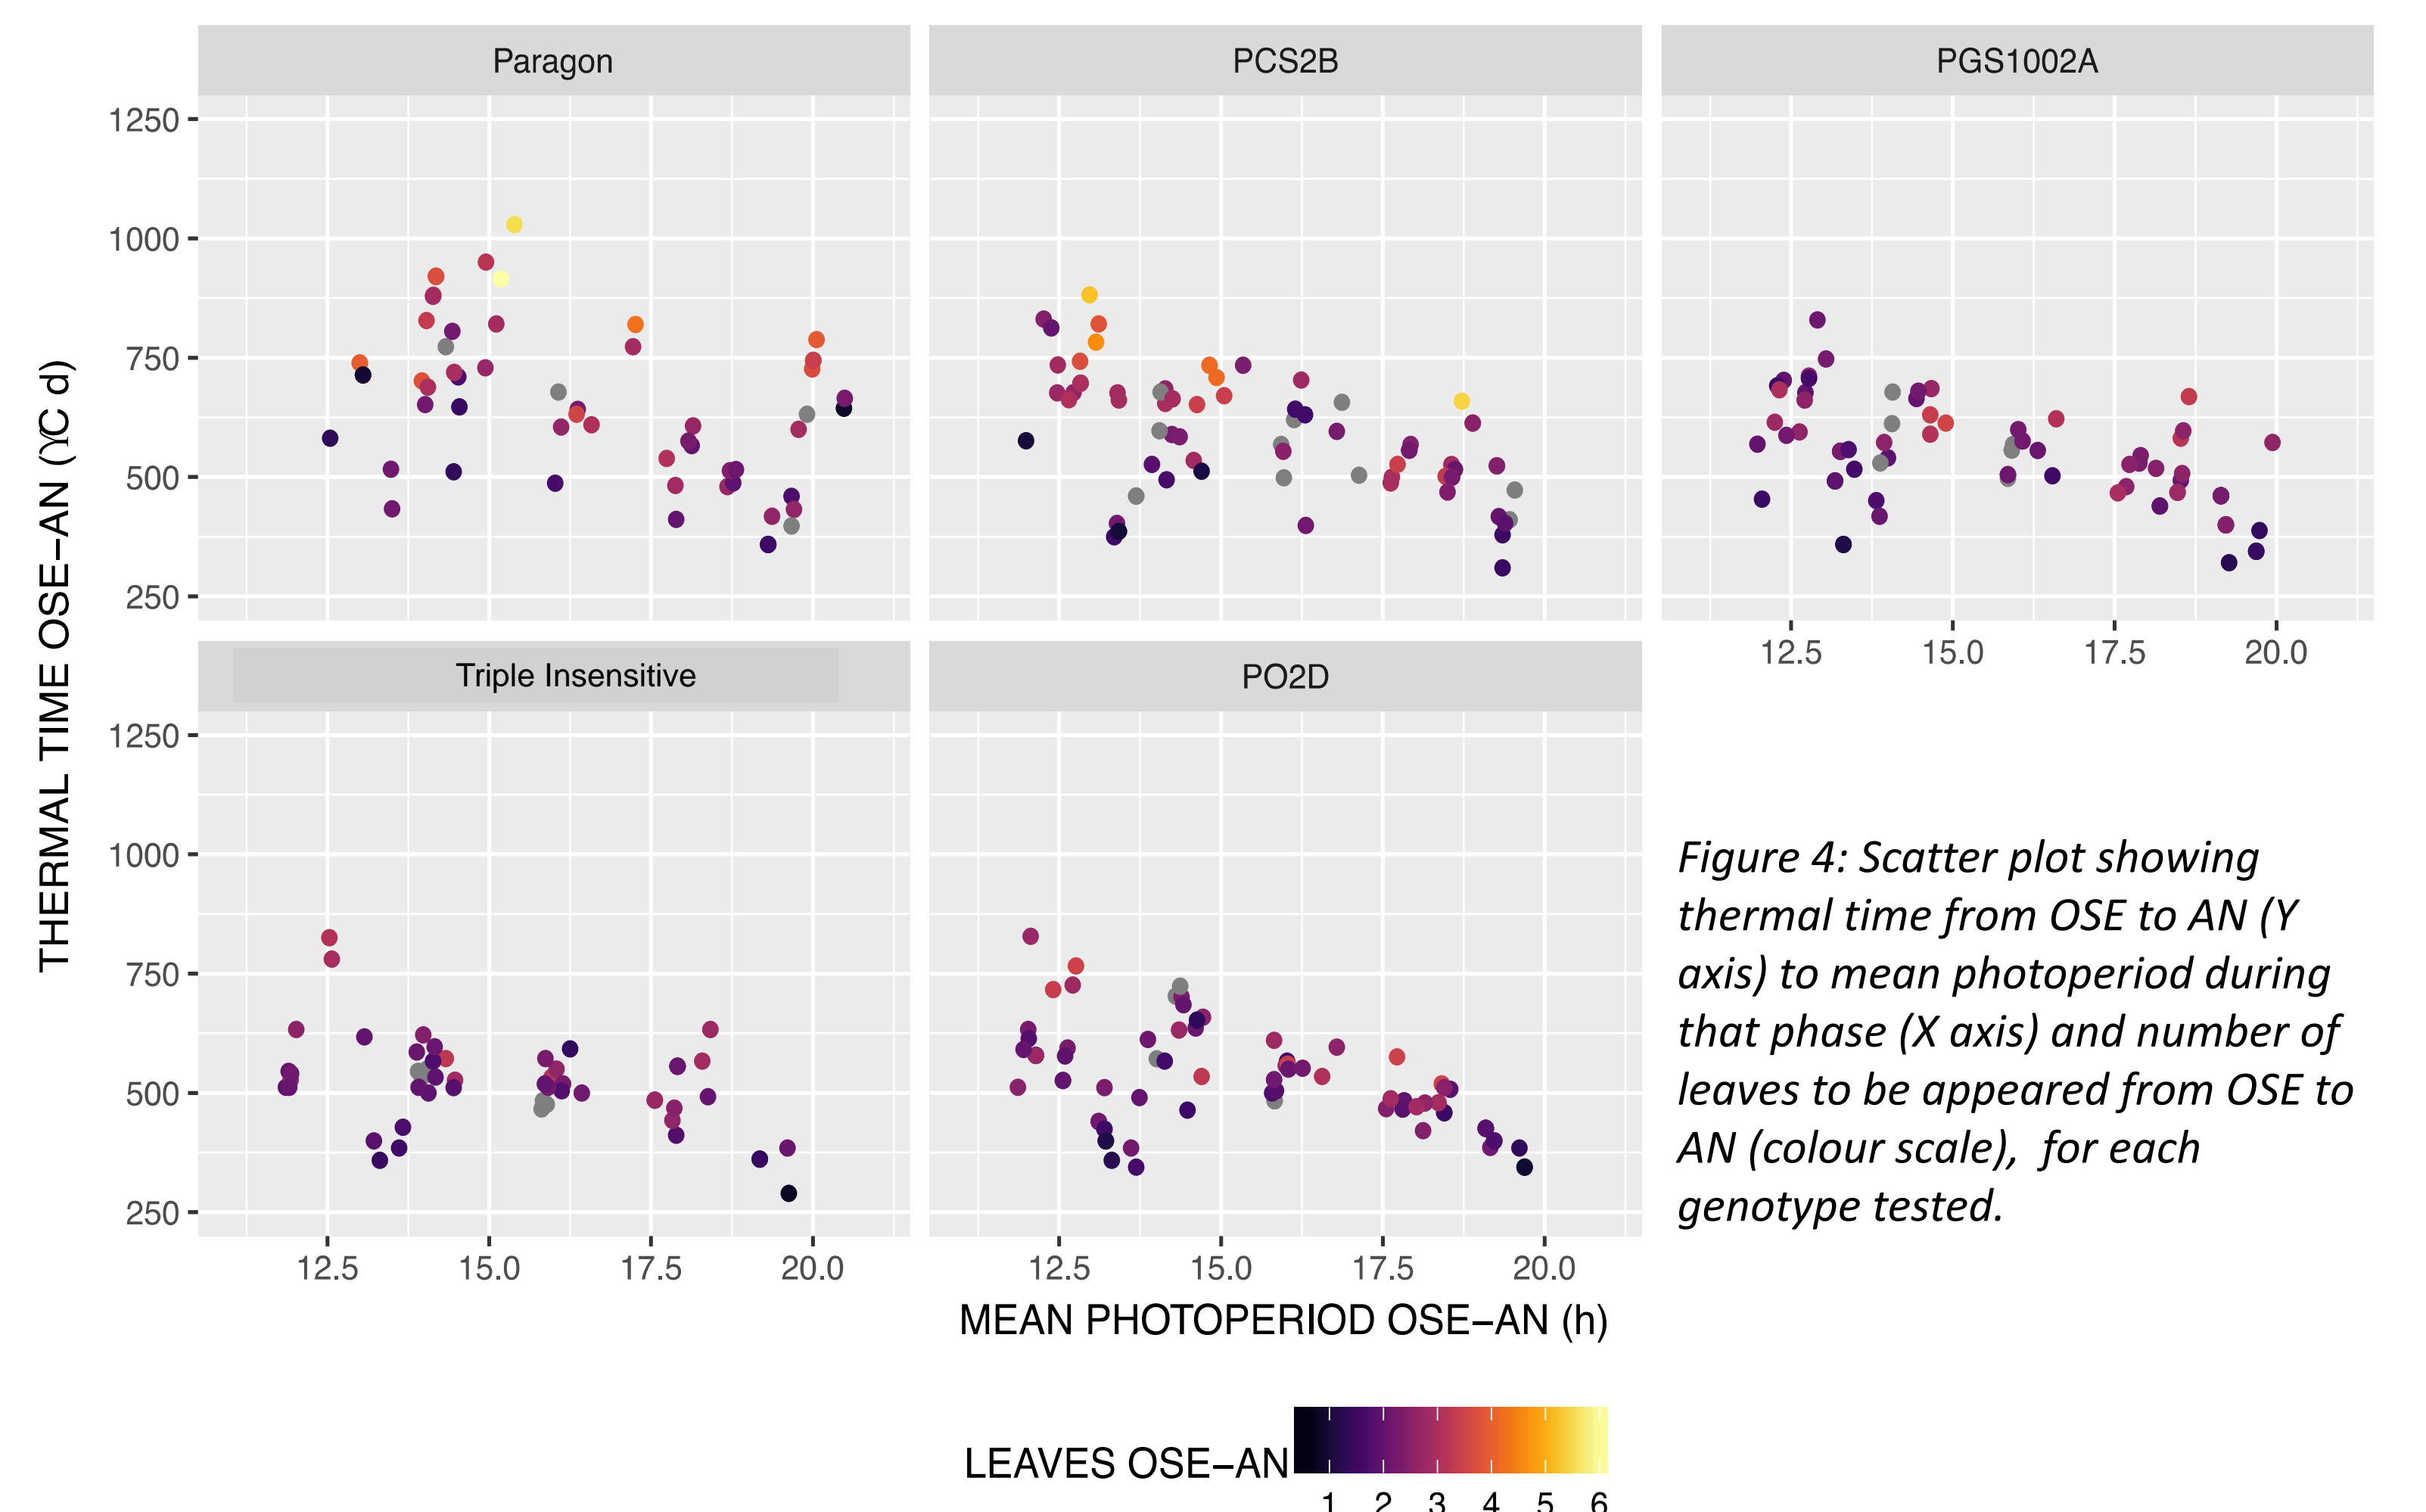 Paragon PCS2B PGS1002A
1250
1000
750
500
250
12.5 15.0 17.5 20.0
Triple Insensitive PO2D
1250
1000
750
500
250
12.5 15.0 17.5 20.0 12.5 15.0 17.5 20.0
THERMAL TIME OSE−AN (ϒC d)
MEAN PHOTOPERIOD OSE−AN (h)
LEAVES OSE−AN
1 2 3 4 5 6
Figure 4: Scatter plot showing
thermal time from OSE to AN (Y
axis) to mean photoperiod during
that phase (X axis) and number of
leaves to be appeared from OSE to
AN (colour scale), for each
genotype tested.